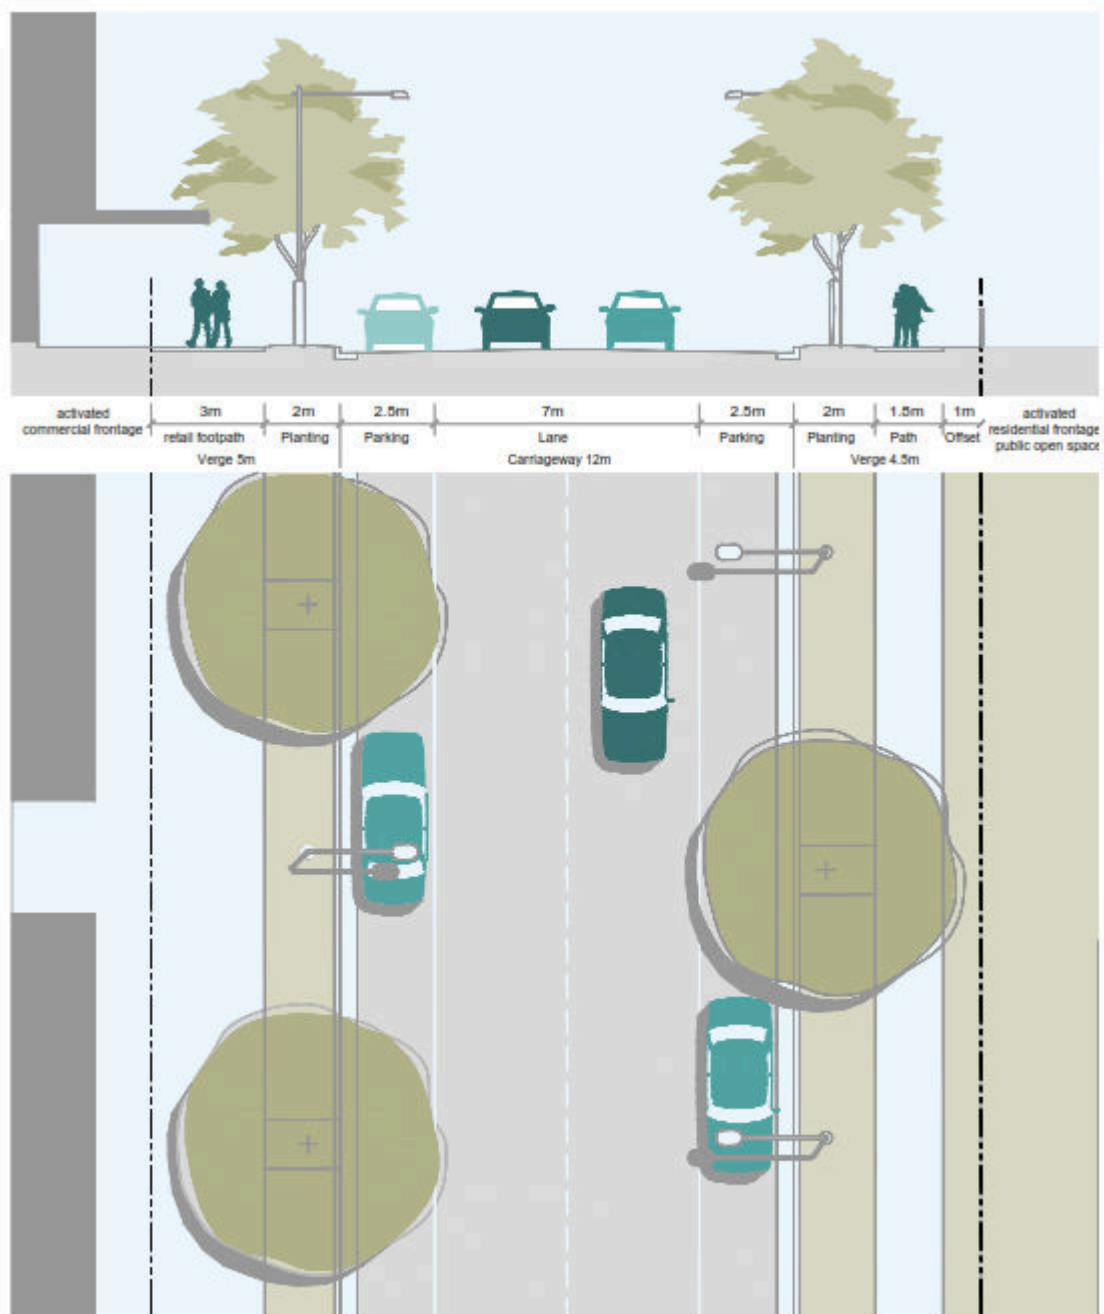 3m 2m 2.5m 7m 2.5m 2m 1.5m 1m
activated
commercial frontage
retail footpath Planting Parking Lane Parking Planting Path Offset
activated
residential frontage
public open space
Verge 5m Carriageway 12m Verge 4.5m